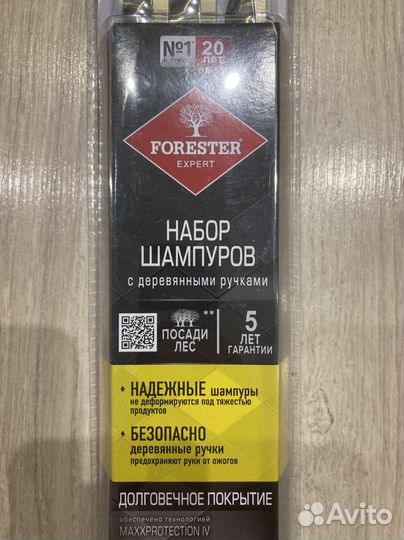 №1
В ГРИЛЕ
20
ЛЕТ
FORESTER
EXPERT
НАБОР
ШАМПУРОВ
с деревянными ручками
ПОСАДИ **
ЛЕС
5
ЛЕТ
ГАРАНТИИ
НАДЕЖНЫЕ шампуры
не деформируются под тяжестью
продуктов
БЕЗОПАСНО
деревянные ручки
предохраняют руки от ожогов
ДОЛГОВЕЧНОЕ ПОКРЫТИЕ
обеспечено технологией
MAXXPROTECTION IV
Avito